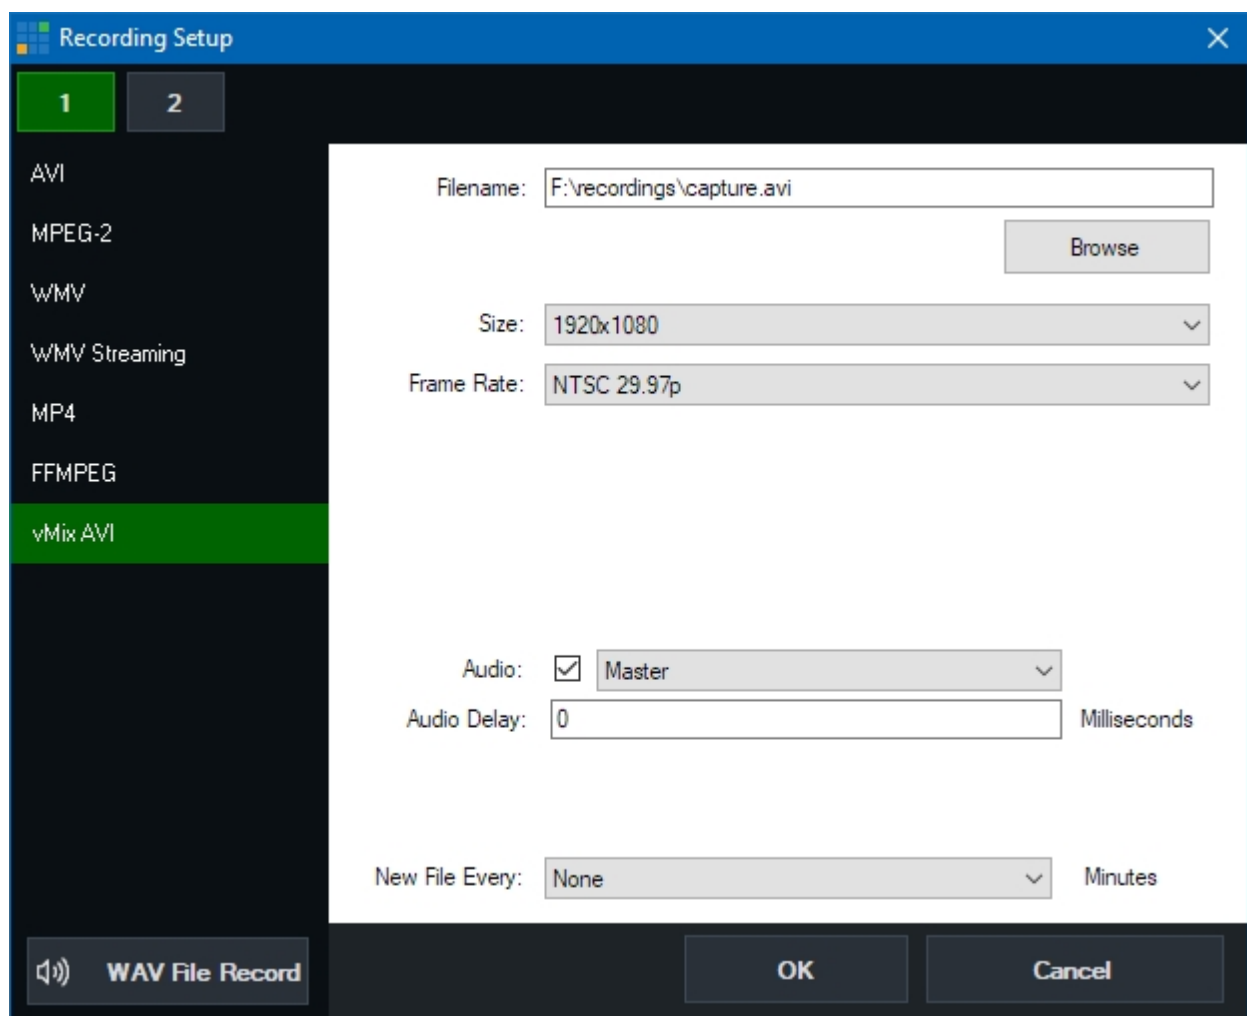 Recording Setup
1 2
AVI
MPEG-2
WMV
WMV Streaming
MP4
FFMPEG
vMix AVI
WAV File Record
Filename: F:\recordings\capture.avi
Browse
Size: 1920x1080
Frame Rate: NTSC 29.97p
Audio: Master
Audio Delay: 0 Milliseconds
New File Every: None Minutes
OK Cancel